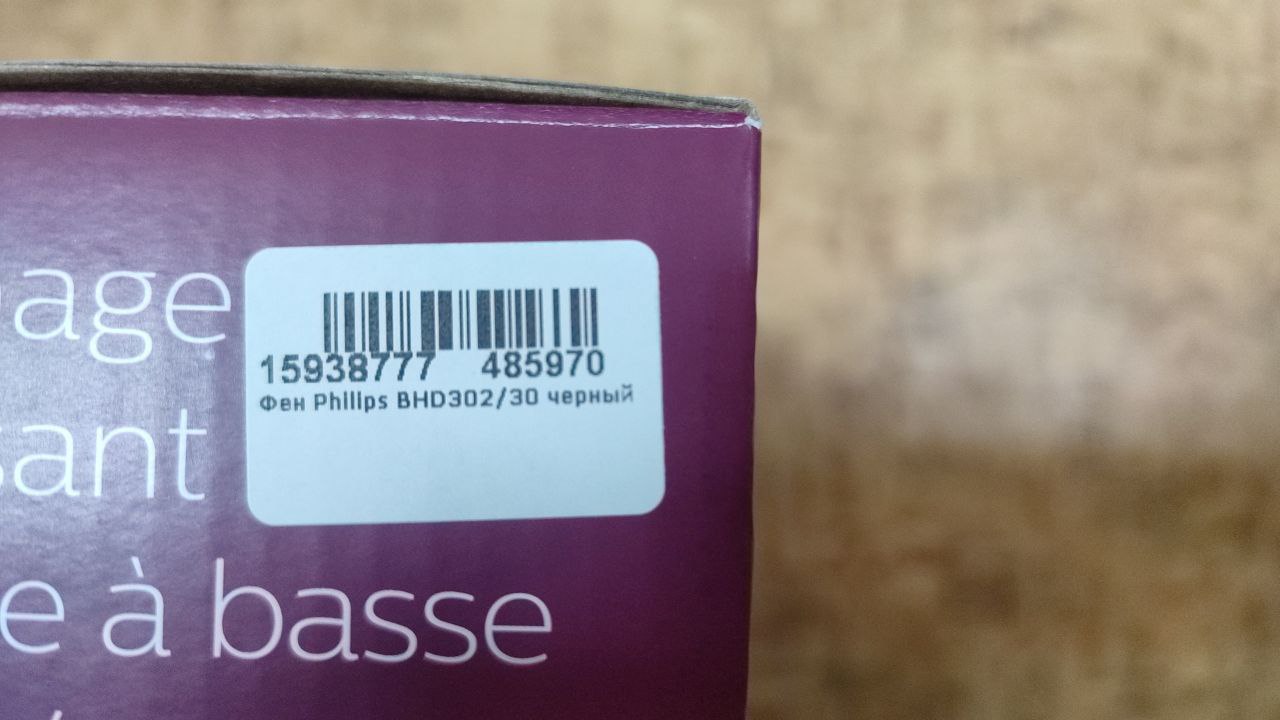 age
15938777 485970
Фен Philips BHD302/30 черный
sant
e à basse